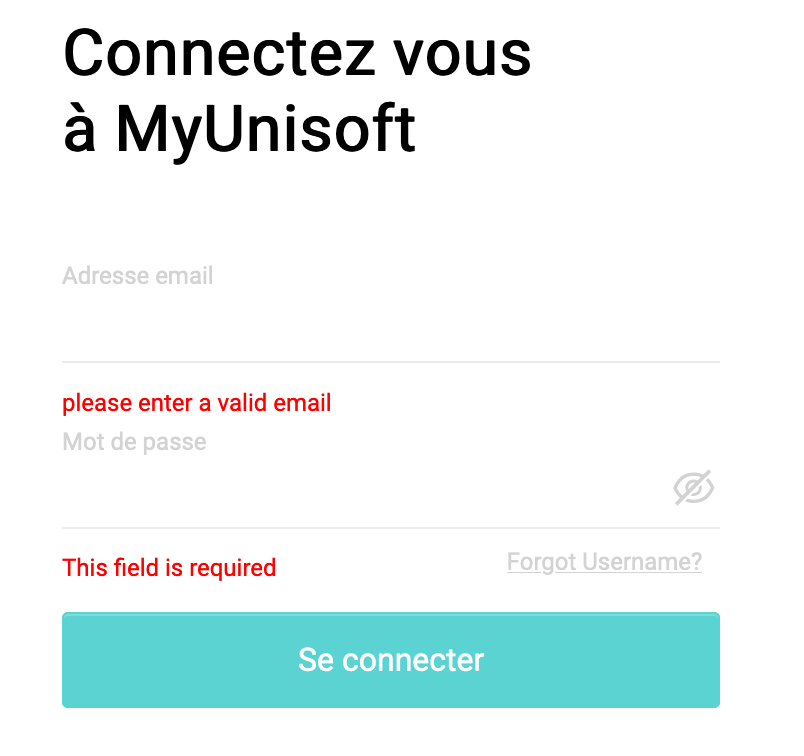 Connectez vous
à MyUnisoft
Adresse email
please enter a valid email
Mot de passe
This field is required
Forgot Username?
Se connecter